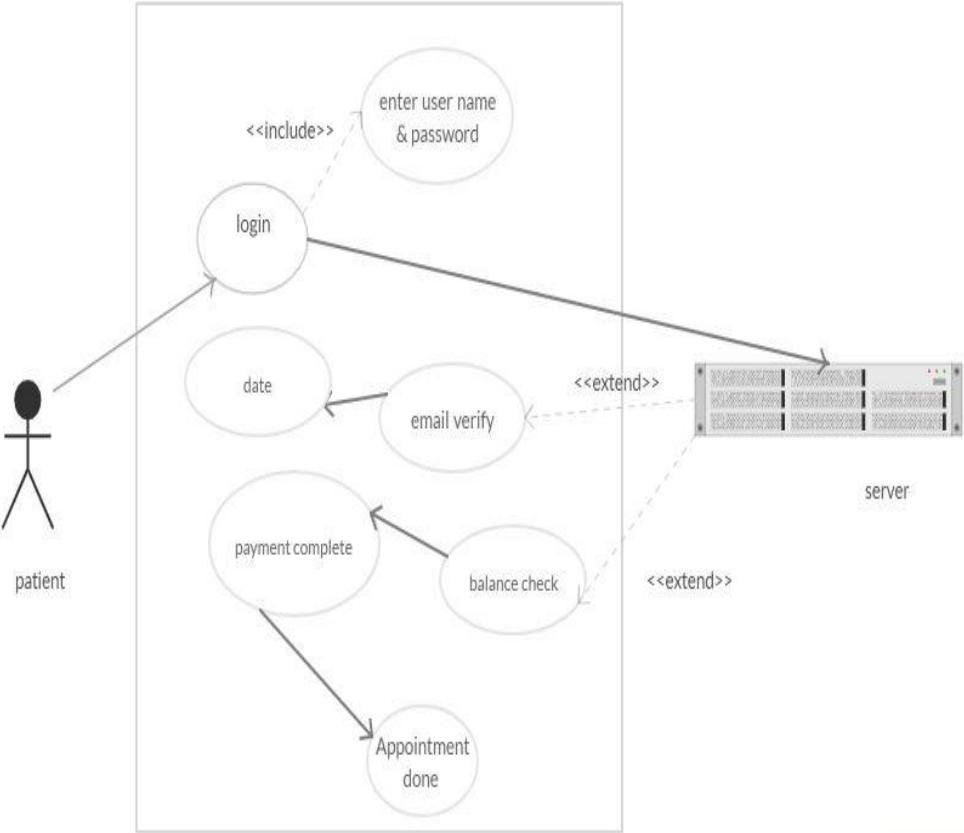 enter user name
& password
<<include>>
login
date
<<extend>>
email verify
server
payment complete
balance check
<<extend>>
patient
Appointment
done